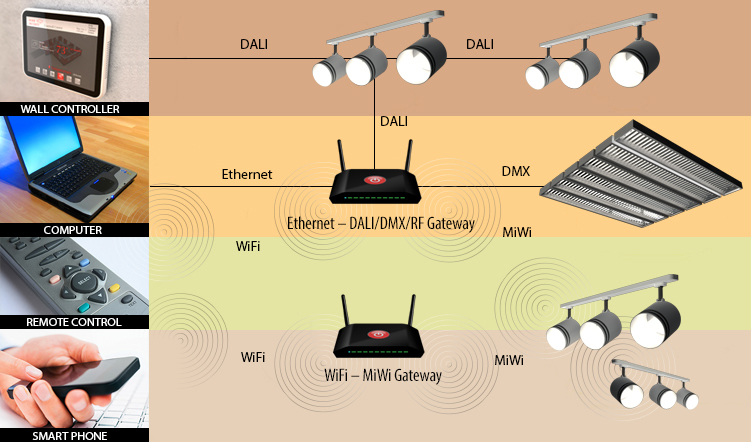 DALI
DALI
WALL CONTROLLER
DALI
Ethernet
DMX
Ethernet – DALI/DMX/RF Gateway
COMPUTER
MiWi
WiFi
SELECT
REMOTE CONTROL
WiFi
MiWi
WiFi – MiWi Gateway
SMART PHONE